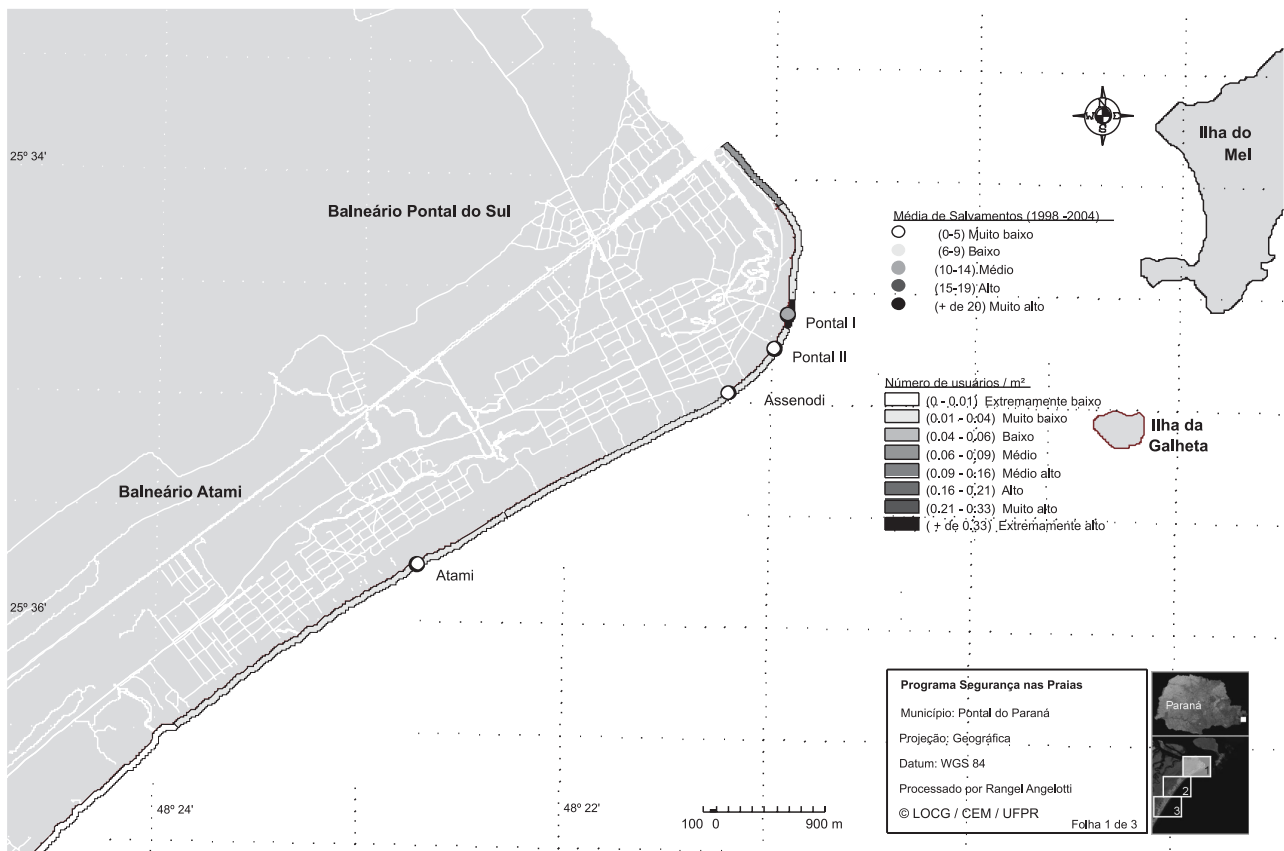 25º 34'
Balneário Pontal do Sul
N
W
E
S
Ilha do
Mel
Média de Salvamentos (1998 -2004)
(0-5) Muito baixo
(6-9) Baixo
(10-14) Médio
(15-19) Alto
(+ de 20) Muito alto
Pontal I
Pontal II
Assenodi
Número de usuários / m²
(0 - 0.01) Extremamente baixo
(0.01 - 0.04) Muito baixo
(0.04 - 0.06) Baixo
(0.06 - 0.09) Médio
(0.09 - 0.16) Médio alto
(0.16 - 0.21) Alto
(0.21 - 0.33) Muito alto
( + de 0.33) Extremamente alto
Ilha da
Galheta
Balneário Atami
Atami
25º 36'
48º 24'
48º 22'
100 0 900 m
Programa Segurança nas Praias
Município: Pontal do Paraná
Projeção: Geográfica
Datum: WGS 84
Processado por Rangel Angelotti
© LOCG / CEM / UFPR
Folha 1 de 3
Paraná
1
2
3